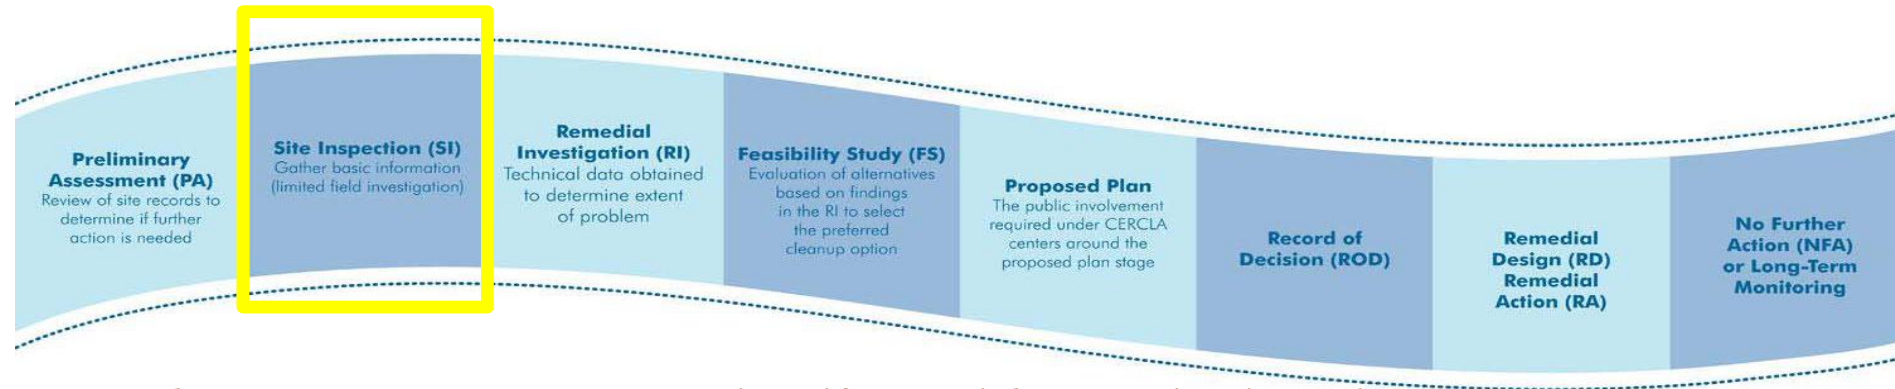 Preliminary
Assessment (PA)
Review of site records to
determine if further
action is needed
Site Inspection (SI)
Gather basic information
(limited field investigation)
Remedial
Investigation (RI)
Technical data obtained
to determine extent
of problem
Feasibility Study (FS)
Evaluation of alternatives
based on findings
in the RI to select
the preferred
cleanup option
Proposed Plan
The public involvement
required under CERCLA
centers around the
proposed plan stage
Record of
Decision (ROD)
Remedial
Design (RD)
Remedial
Action (RA)
No Further
Action (NFA)
or Long-Term
Monitoring